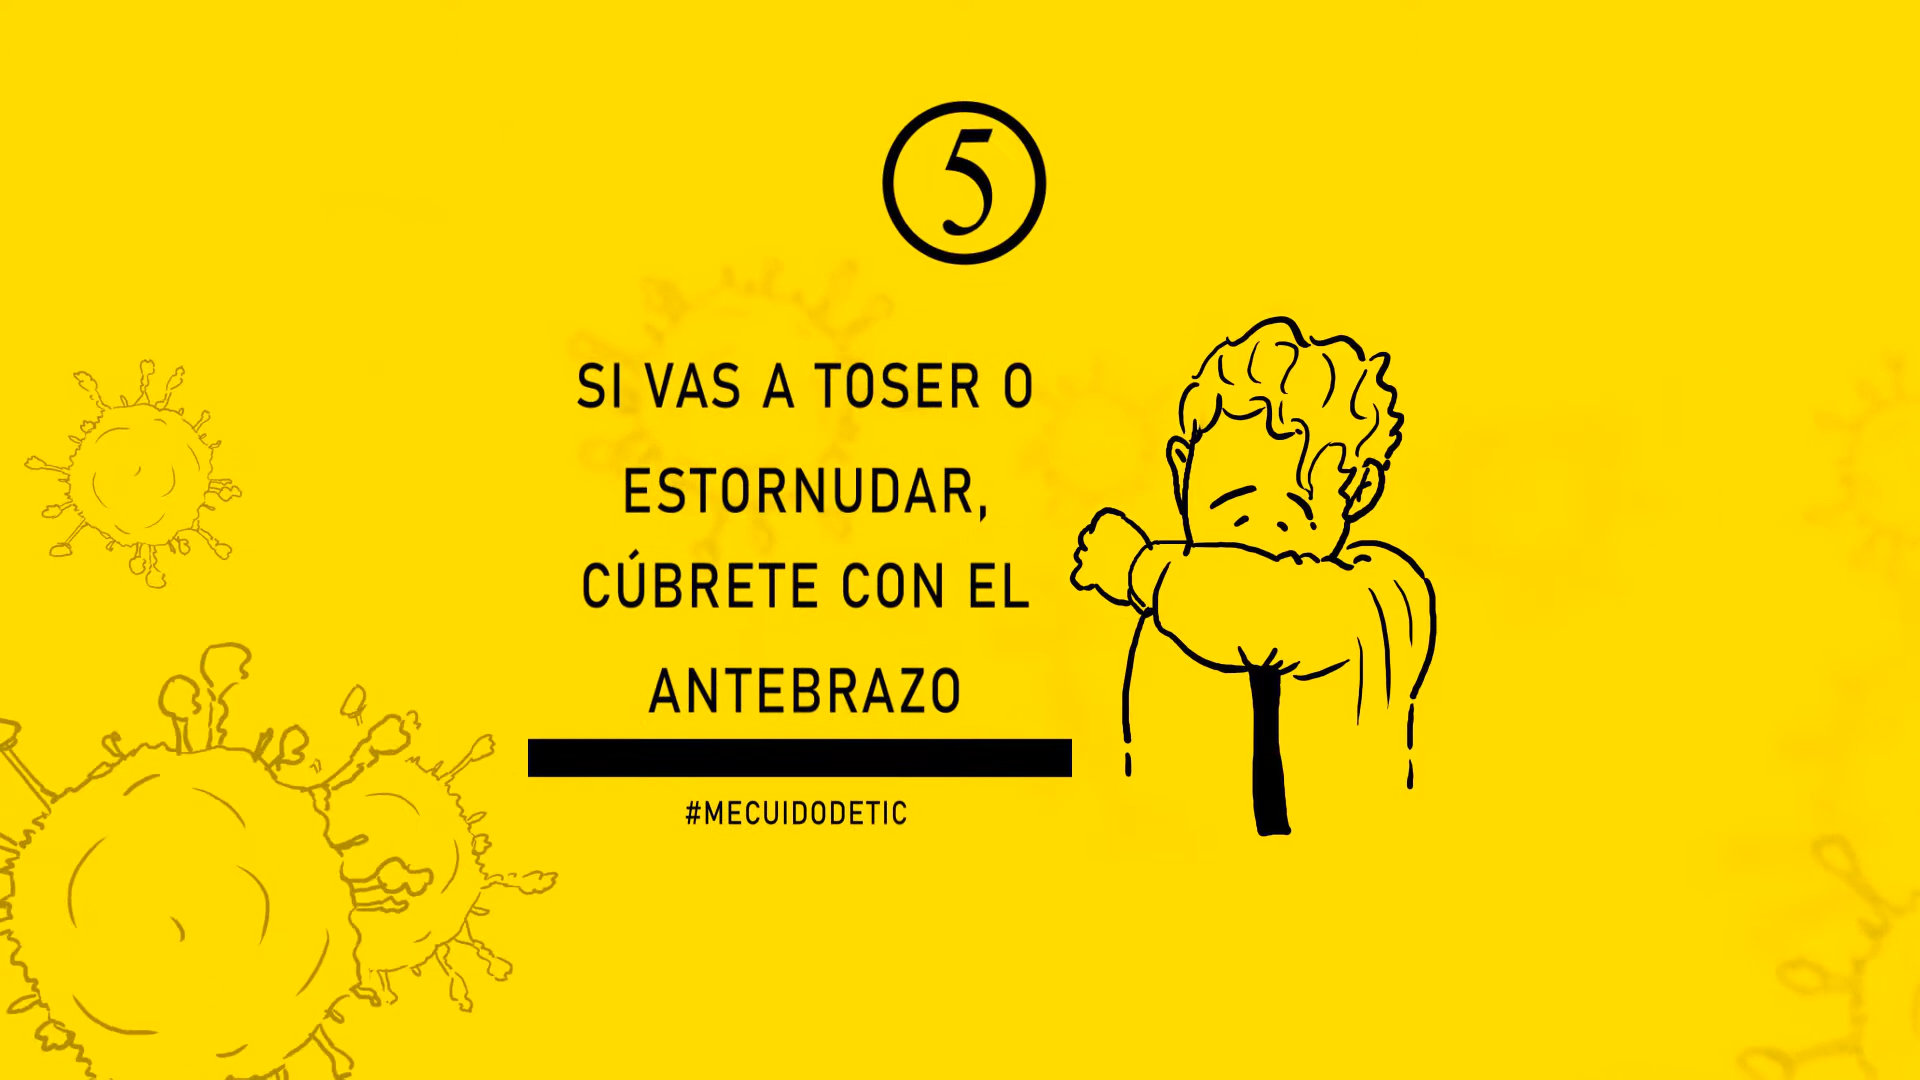 5
SI VAS A TOSER O
ESTORNUDAR,
CÚBRETE CON EL
ANTEBRAZO
#MECUIDODETIC